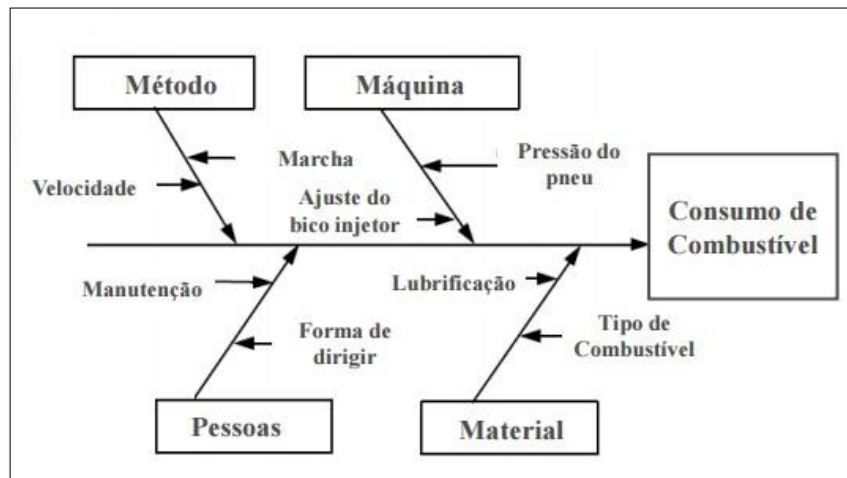 Método
Máquina
Marcha
Velocidade
Pressão do
pneu
Ajuste do
bico injetor
Consumo de
Combustível
Manutenção
Lubrificação
Forma de
dirigir
Tipo de
Combustível
Pessoas
Material